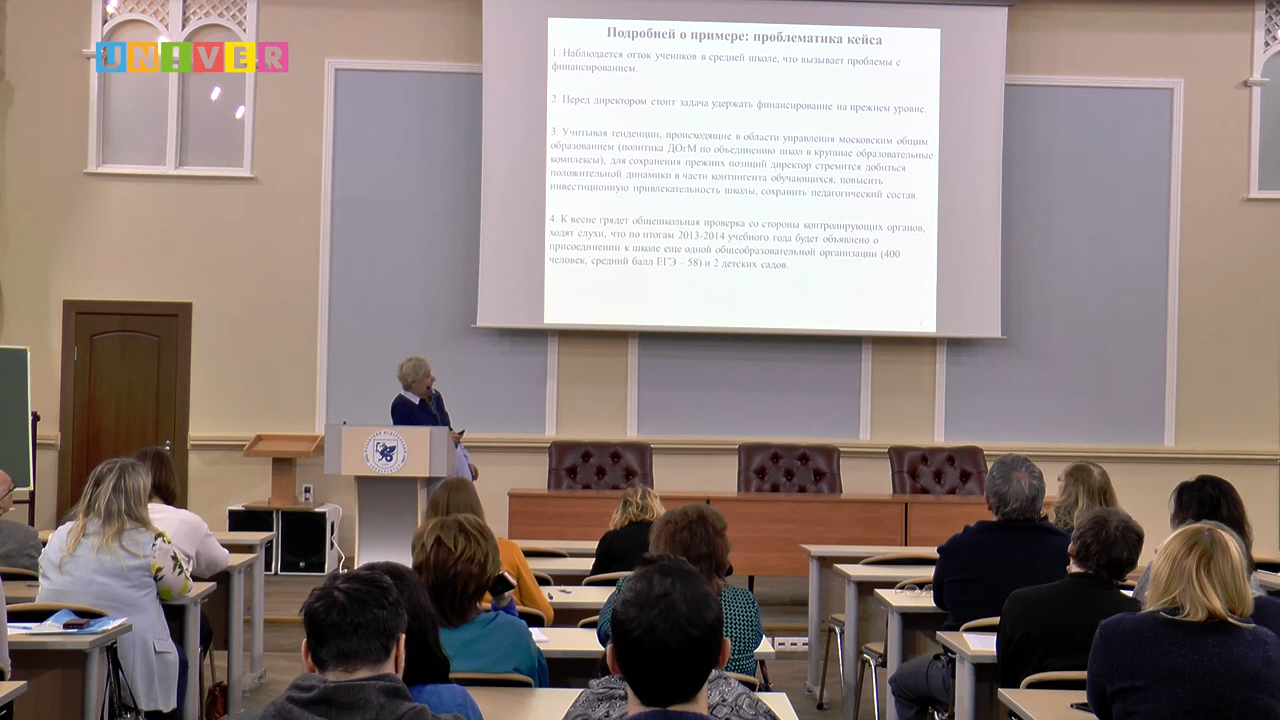 UNIVER
Подробней о примере: проблематика кейса
1. Наблюдается отток учеников в средней школе, что вызывает проблемы с
финансированием.
2. Перед директором стоит задача удержать финансирование на прежнем уровне.
3. Учитывая тенденции, происходящие в области управления московским общим
образованием (политика ДОгМ по объединению школ в крупные образовательные
комплексы), для сохранения прежних позиций директор стремится добиться
положительной динамики в части контингента обучающихся, повысить
инвестиционную привлекательность школы, сохранить педагогический состав.
4. К весне грядет общешкольная проверка со стороны контролирующих органов,
ходят слухи, что по итогам 2013-2014 учебного года будет объявлено о
присоединении к школе еще одной общеобразовательной организации (400
человек, средний балл ЕГЭ – 58) и 2 детских садов.